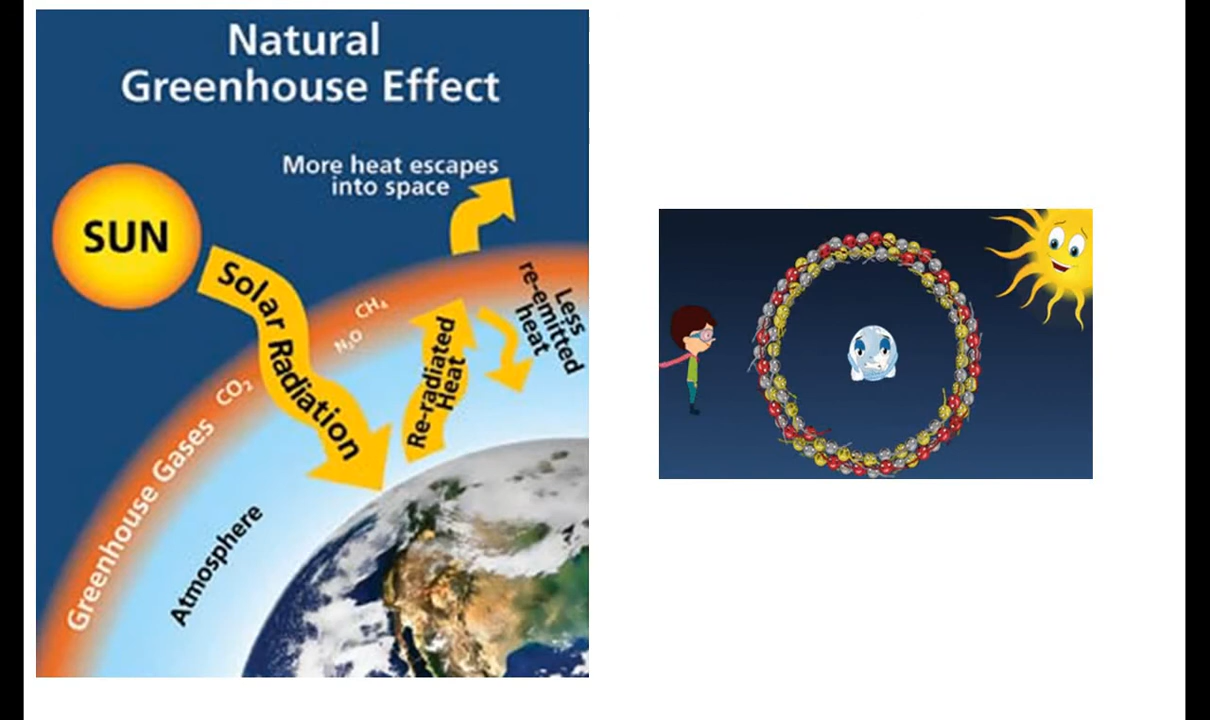 Natural
Greenhouse Effect
More heat escapes
into space
SUN
Solar Radiation
CH₄
N₂O
CO₂
Greenhouse Gases
Re-radiated
Heat
Less
re-emitted
heat
Atmosphere